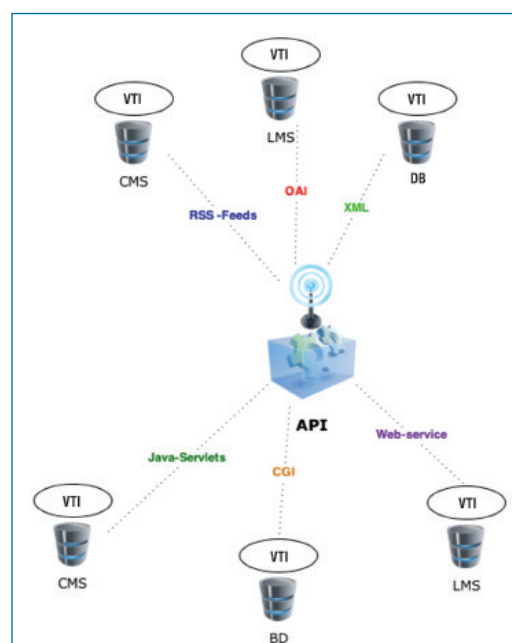 VTI
LMS
VTI
CMS
VTI
DB
OAI
XML
RSS -Feeds
API
Web-service
Java-Servlets
CGI
VTI
CMS
VTI
LMS
VTI
BD